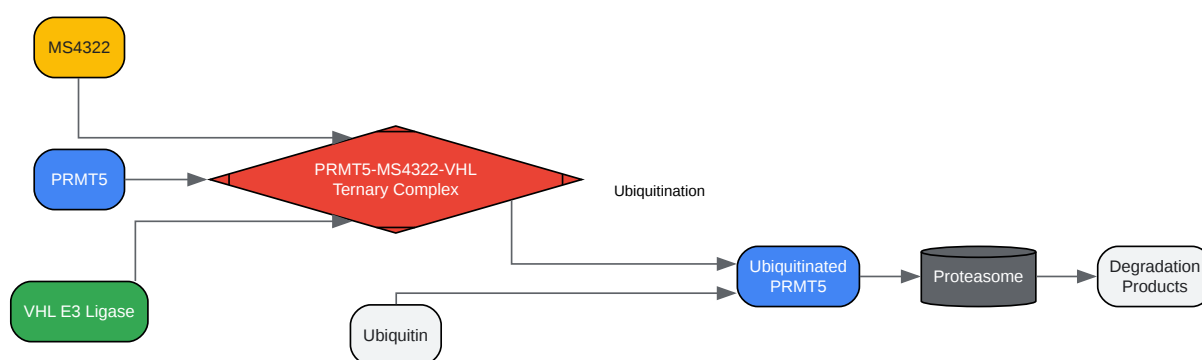 MS4322
PRMT5
PRMT5-MS4322-VHL
Ternary Complex
Ubiquitination
VHL E3 Ligase
Ubiquitin
Ubiquitinated
PRMT5
Proteasome
Degradation
Products